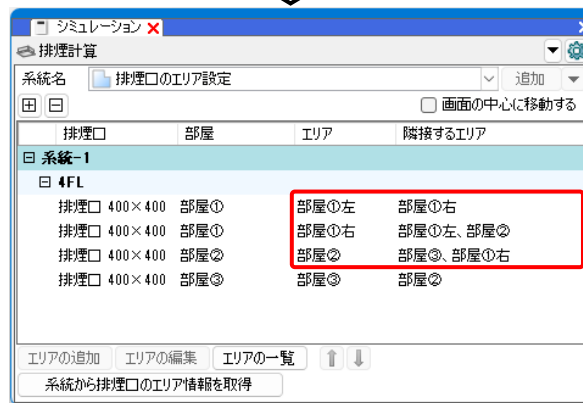 シミュレーション
排煙計算
系統名 排煙口のエリア設定 追加
画面の中心に移動する
排煙口 部屋 エリア 隣接するエリア
系統-1
4FL
排煙口 400×400 部屋① 部屋①左 部屋①右
排煙口 400×400 部屋① 部屋①右 部屋①左、部屋②
排煙口 400×400 部屋② 部屋② 部屋③、部屋①右
排煙口 400×400 部屋③ 部屋③ 部屋②
エリアの追加 エリアの編集 エリアの一覧
系統から排煙口のエリア情報を取得